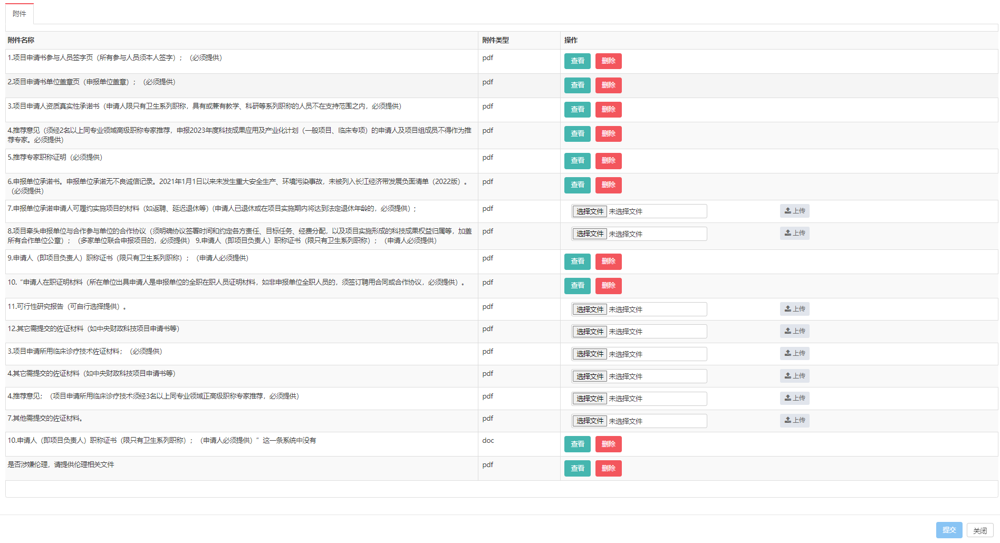 附件
附件名称 附件类型 操作
1.项目申请书参与人员签字页（所有参与人员须本人签字）；（必须提供） pdf 查看 删除
2.项目申请书单位盖章页（申报单位盖章）；（必须提供） pdf 查看 删除
3.项目申请人资质真实性承诺书（申请人限只有卫生系列职称，具有或兼有教学、科研等系列职称的人员不在支持范围之内，必须提供） pdf 查看 删除
4.推荐意见（须经2名以上同专业领域高级职称专家推荐，申报2023年度科技成果应用及产业化计划（一般项目、临床专项）的申请人及项目组成员不得作为推
荐专家。必须提供） pdf 查看 删除
5.推荐专家职称证明（必须提供） pdf 查看 删除
6.申报单位承诺书。申报单位承诺无不良诚信记录。2021年1月1日以来未发生重大安全生产、环境污染事故，未被列入长江经济带发展负面清单（2022版）。
（必须提供） pdf 查看 删除
7.申报单位承诺申请人可履约实施项目的材料（如返聘、延迟退休等）(申请人已退休或在项目实施期内将达到法定退休年龄的，必须提供）； pdf 选择文件 未选择文件 上传
8.项目牵头申报单位与合作参与单位的合作协议（须明确协议签署时间和约定各方责任、目标任务、经费分配，以及项目实施形成的科技成果权益归属等，加盖
所有合作单位公章）；（多家单位联合申报项目的，必须提供） 9.申请人（即项目负责人）职称证书（限只有卫生系列职称）；（申请人必须提供） pdf 选择文件 未选择文件 上传
9.申请人（即项目负责人）职称证书（限只有卫生系列职称）；（申请人必须提供） pdf 查看 删除
10.“申请人在职证明材料（所在单位出具申请人是申报单位的全职在职人员证明材料，如非申报单位全职人员的，须签订聘用合同或合作协议，必须提供）。 pdf 查看 删除
11.可行性研究报告（可自行选择提供）。 pdf 选择文件 未选择文件 上传
12.其它需提交的佐证材料（如中央财政科技项目申请书等） pdf 选择文件 未选择文件 上传
3.项目申请所用临床诊疗技术佐证材料；（必须提供） pdf 选择文件 未选择文件 上传
4.其它需提交的佐证材料（如中央财政科技项目申请书等） pdf 选择文件 未选择文件 上传
4.推荐意见；（项目申请所用临床诊疗技术须经3名以上同专业领域正高级职称专家推荐，必须提供） pdf 选择文件 未选择文件 上传
7.其他需提交的佐证材料。 pdf 选择文件 未选择文件 上传
10.申请人（即项目负责人）职称证书（限只有卫生系列职称）；（申请人必须提供）”这一条系统中没有 doc 查看 删除
是否涉嫌伦理，请提供伦理相关文件 pdf 查看 删除
提交 关闭